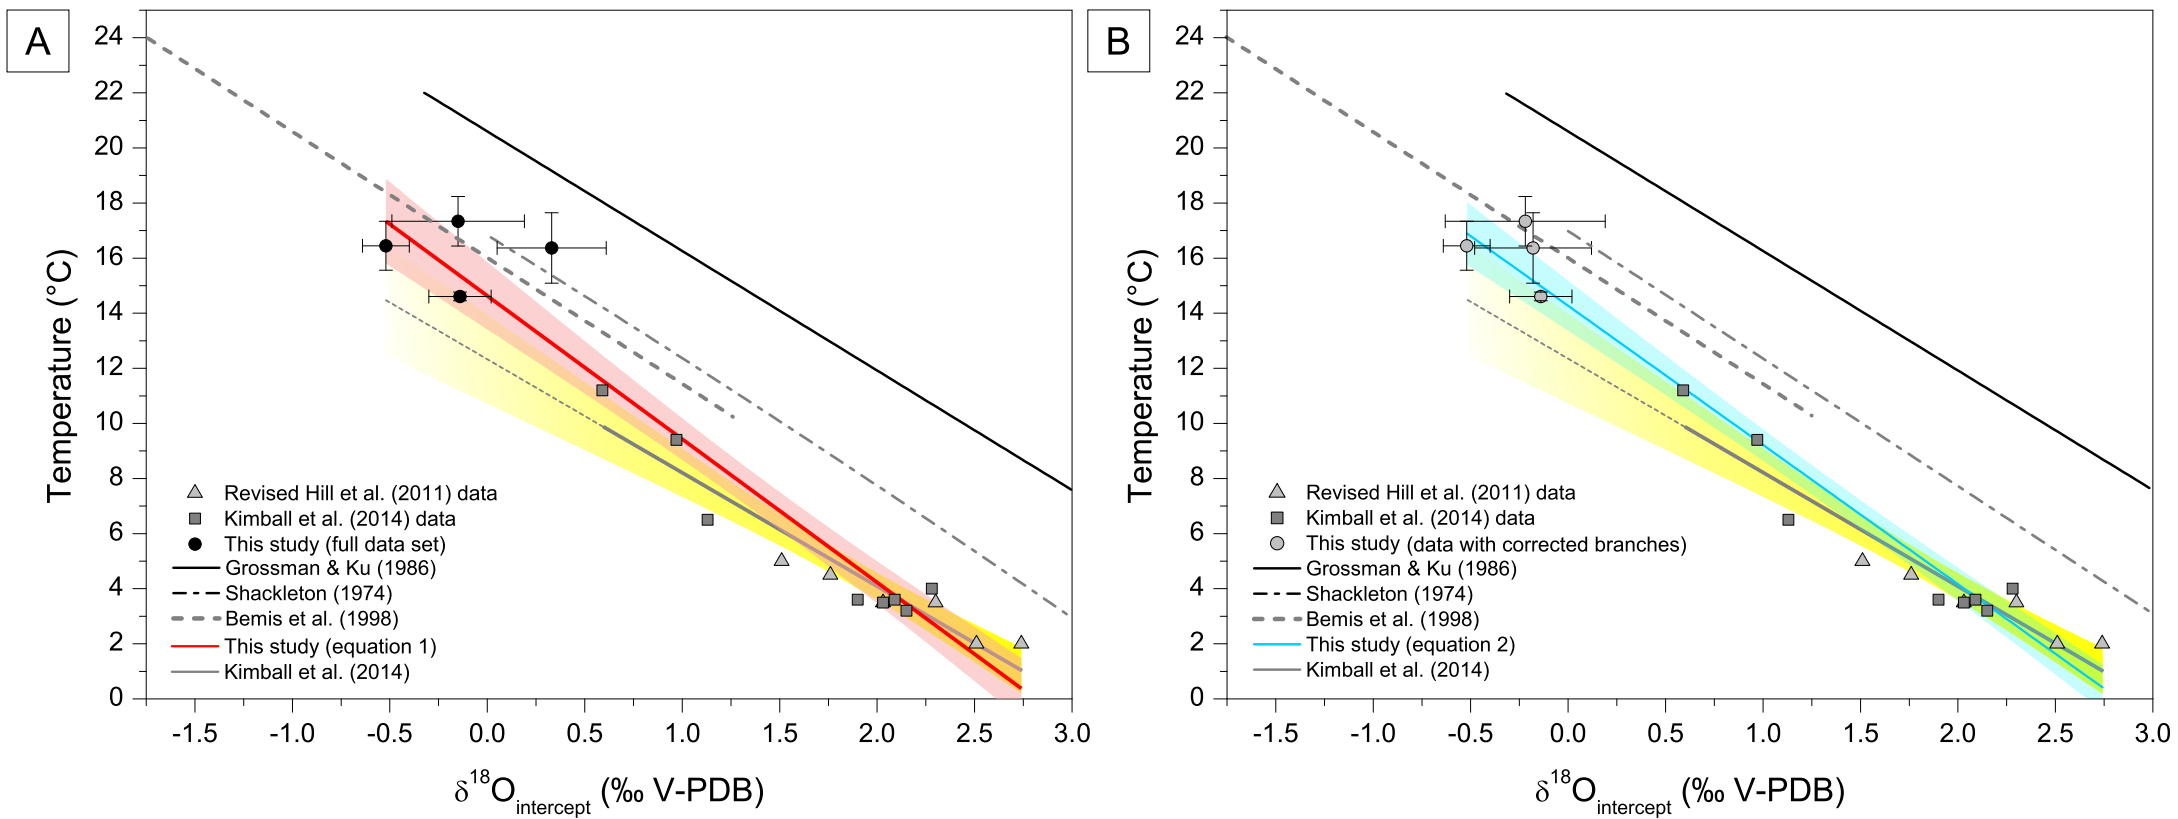 A
24
22
20
18
16
14
12
10
8
6
4
2
0
Temperature (°C)
Revised Hill et al. (2011) data
Kimball et al. (2014) data
This study (full data set)
Grossman & Ku (1986)
Shackleton (1974)
Bemis et al. (1998)
This study (equation 1)
Kimball et al. (2014)
-1.5 -1.0 -0.5 0.0 0.5 1.0 1.5 2.0 2.5 3.0
δ¹⁸Ointercept (‰ V-PDB)
B
24
22
20
18
16
14
12
10
8
6
4
2
0
Temperature (°C)
Revised Hill et al. (2011) data
Kimball et al. (2014) data
This study (data with corrected branches)
Grossman & Ku (1986)
Shackleton (1974)
Bemis et al. (1998)
This study (equation 2)
Kimball et al. (2014)
-1.5 -1.0 -0.5 0.0 0.5 1.0 1.5 2.0 2.5 3.0
δ¹⁸Ointercept (‰ V-PDB)